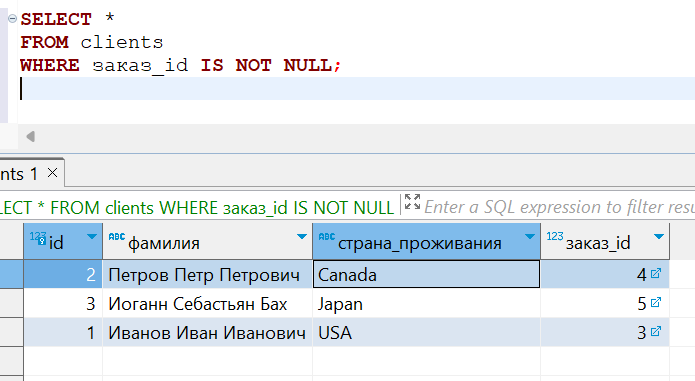 SELECT *
FROM clients
WHERE заказ_id IS NOT NULL;
nts 1
LECT * FROM clients WHERE заказ_id IS NOT NULL Enter a SQL expression to filter resu
123 id ABC фамилия ABC страна_проживания 123 заказ_id
2 Петров Петр Петрович Canada 4
3 Иоганн Себастьян Бах Japan 5
1 Иванов Иван Иванович USA 3